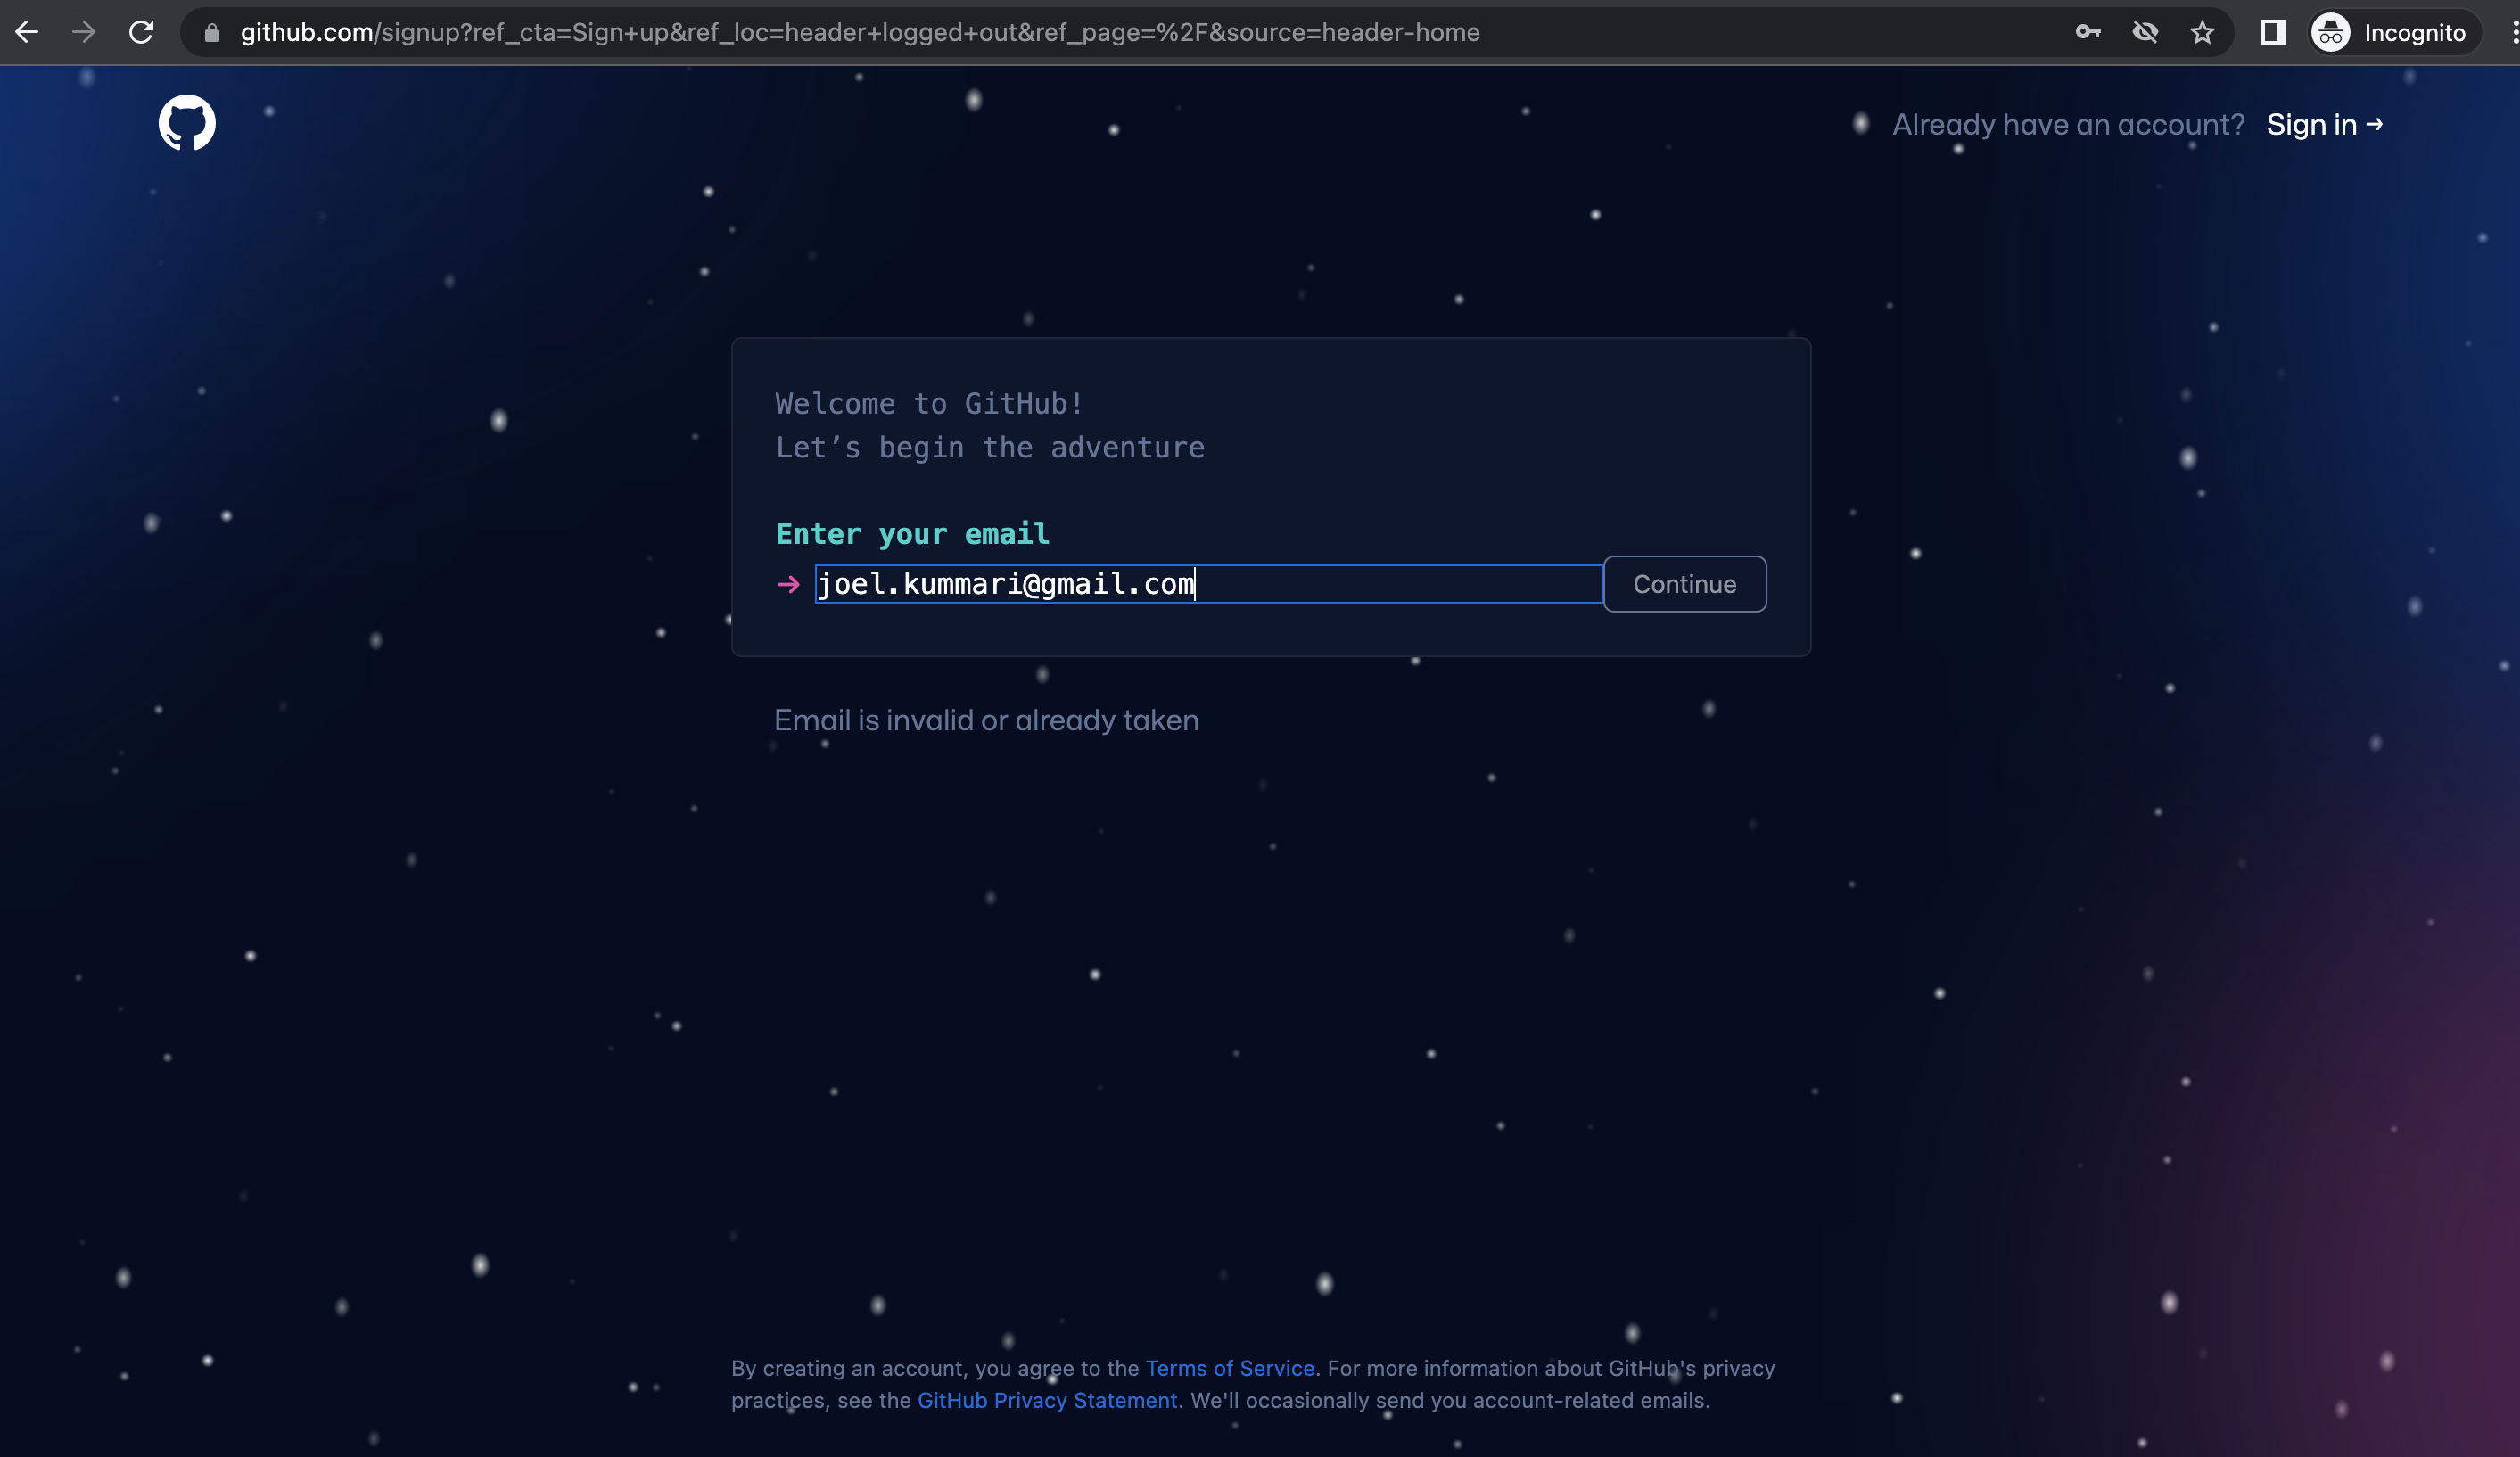 github.com/signup?ref_cta=Sign+up&ref_loc=header+logged+out&ref_page=%2F&source=header-home
Incognito
Already have an account? Sign in →
Welcome to GitHub!
Let’s begin the adventure
Enter your email
→ joel.kummari@gmail.com Continue
Email is invalid or already taken
By creating an account, you agree to the Terms of Service. For more information about GitHub's privacy
practices, see the GitHub Privacy Statement. We'll occasionally send you account-related emails.